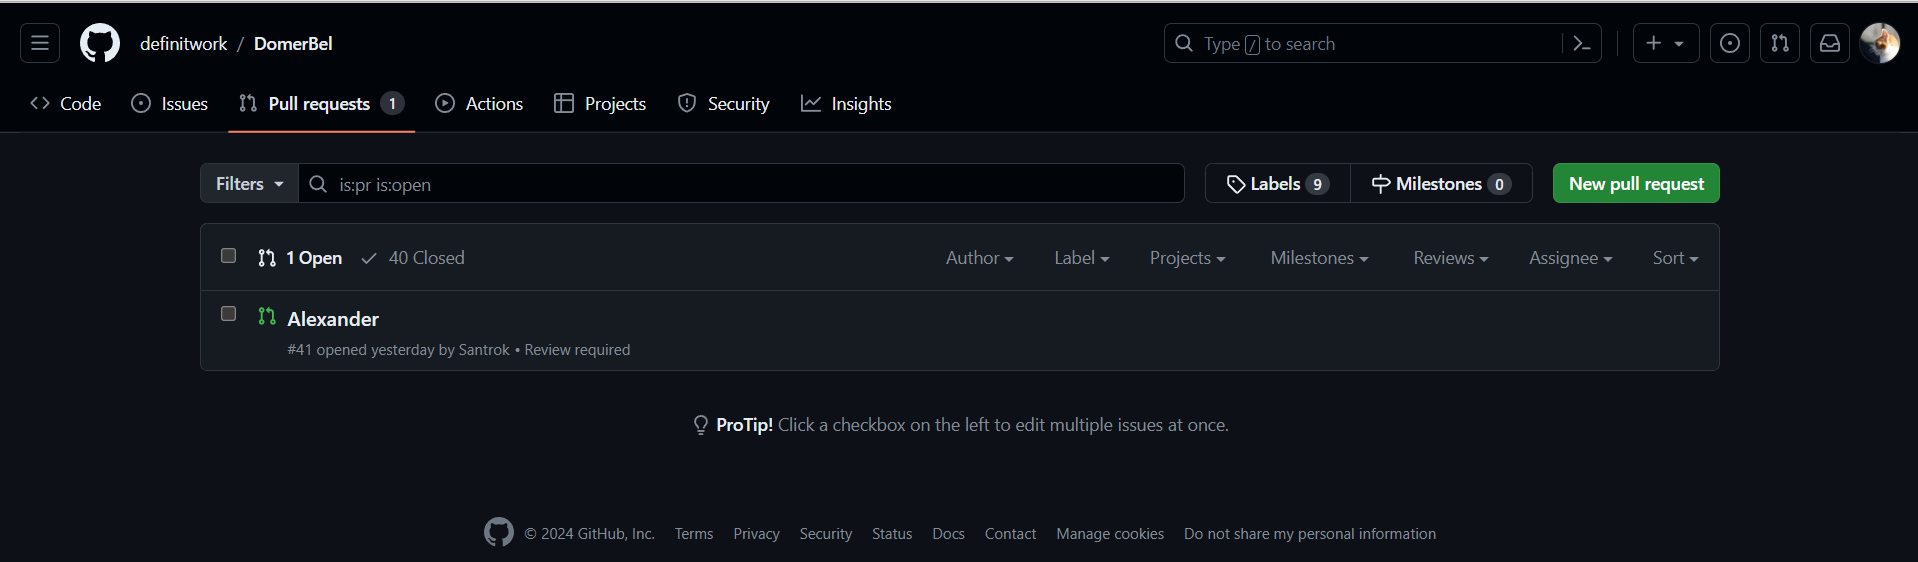 definitwork / DomerBel
Type / to search
Code Issues Pull requests 1 Actions Projects Security Insights
Filters is:pr is:open Labels 9 Milestones 0 New pull request
1 Open 40 Closed Author Label Projects Milestones Reviews Assignee Sort
Alexander
#41 opened yesterday by Santrok • Review required
ProTip! Click a checkbox on the left to edit multiple issues at once.
© 2024 GitHub, Inc. Terms Privacy Security Status Docs Contact Manage cookies Do not share my personal information